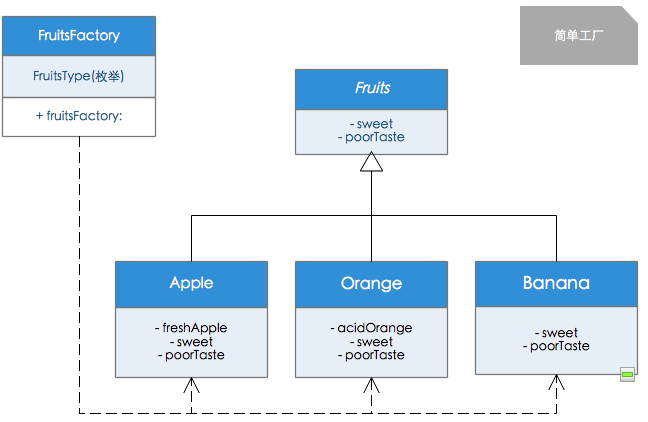 FruitsFactory
FruitsType(枚举)
+ fruitsFactory:
简单工厂
Fruits
- sweet
- poorTaste
Apple
- freshApple
- sweet
- poorTaste
Orange
- acidOrange
- sweet
- poorTaste
Banana
- sweet
- poorTaste